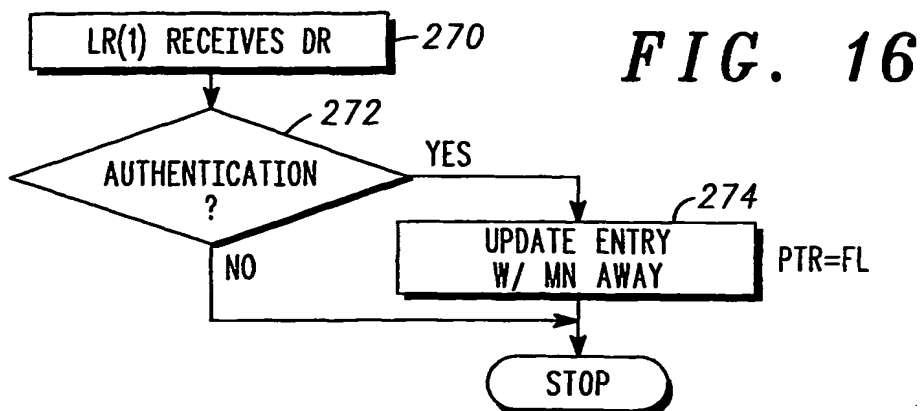 LR(1) RECEIVES DR
270
FIG. 16
272
AUTHENTICATION
?
YES
274
UPDATE ENTRY
W/ MN AWAY
PTR=FL
NO
STOP